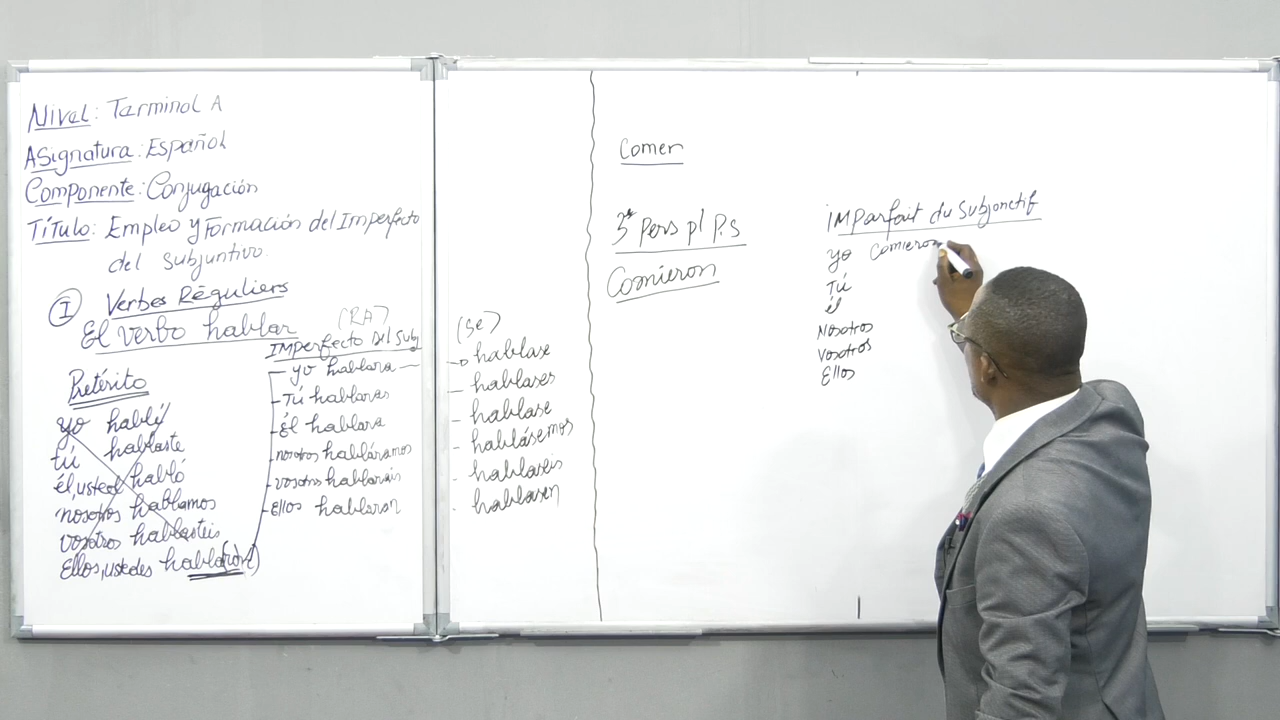 Nivel: Terminal A
Asignatura: Español
Componente: Conjugación
Título: Empleo y Formación del Imperfecto
del subjuntivo.
I Verbes Réguliers
El verbo hablar
Pretérito
yo hablé
tú hablaste
él, usted habló
nosotros hablamos
vosotros hablasteis
Ellos, ustedes hablaron
(RA)
Imperfecto del Subj
yo hablara
Tú hablaras
Él hablara
nosotros habláramos
vosotros hablarais
Ellos hablaran
(Se)
hablase
hablases
hablase
hablásemos
hablaseis
hablasen
Comer
3e Pers pl P.S
Comieron
imparfait du Subjonctif
yo comieron
Tú
él
Nosotros
Vosotros
Ellos